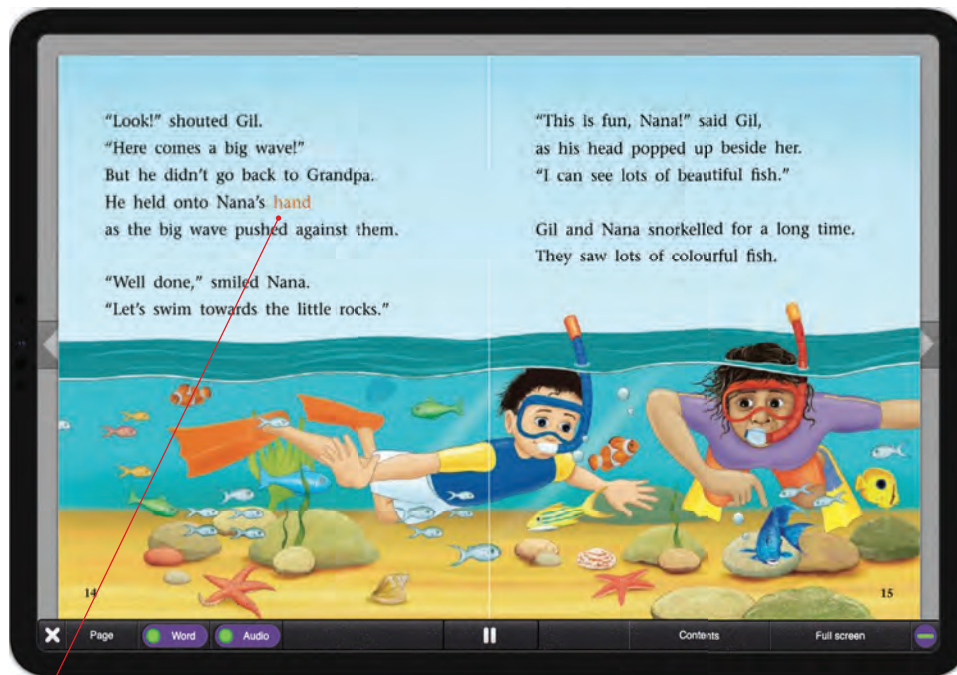 “Look!” shouted Gil.
“Here comes a big wave!”
But he didn’t go back to Grandpa.
He held onto Nana’s hand
as the big wave pushed against them.
“Well done,” smiled Nana.
“Let’s swim towards the little rocks.”
“This is fun, Nana!” said Gil,
as his head popped up beside her.
“I can see lots of beautiful fish.”
Gil and Nana snorkelled for a long time.
They saw lots of colourful fish.
14
15
Page
Word
Audio
Contents
Full screen